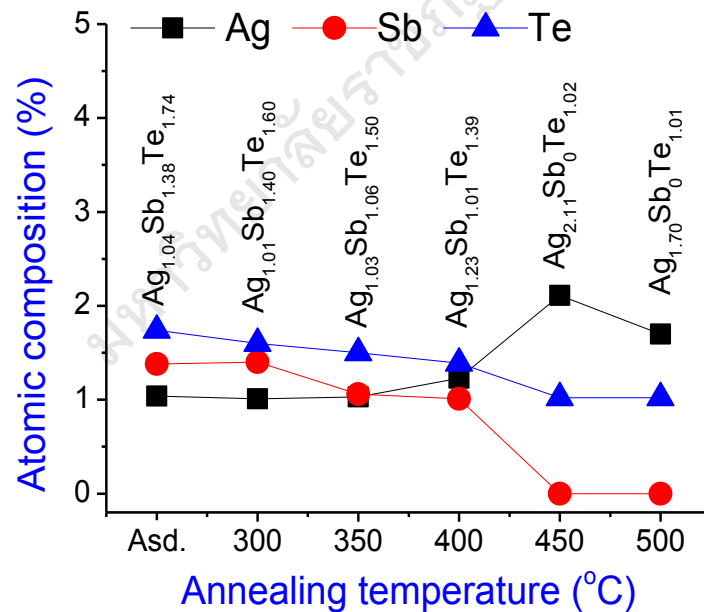 Ag Sb Te
Atomic composition (%)
5
4
3
2
1
0
Ag1.04Sb1.38Te1.74
Ag1.01Sb1.40Te1.60
Ag1.03Sb1.06Te1.50
Ag1.23Sb1.01Te1.39
Ag2.11Sb0Te1.02
Ag1.70Sb0Te1.01
Asd. 300 350 400 450 500
Annealing temperature (°C)